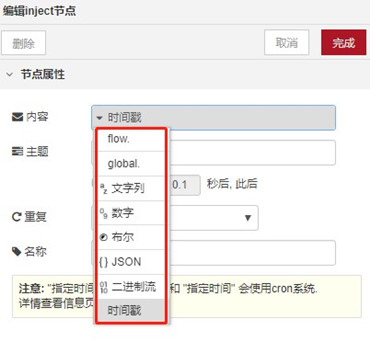 编辑inject节点
删除 取消 完成
节点属性
内容 时间戳
主题
flow.
global.
文字列
数字
布尔
{ } JSON
二进制流
时间戳
0.1 秒后, 此后
重复
名称
注意: "指定时 和 "指定时间" 会使用cron系统.
详情查看信息页